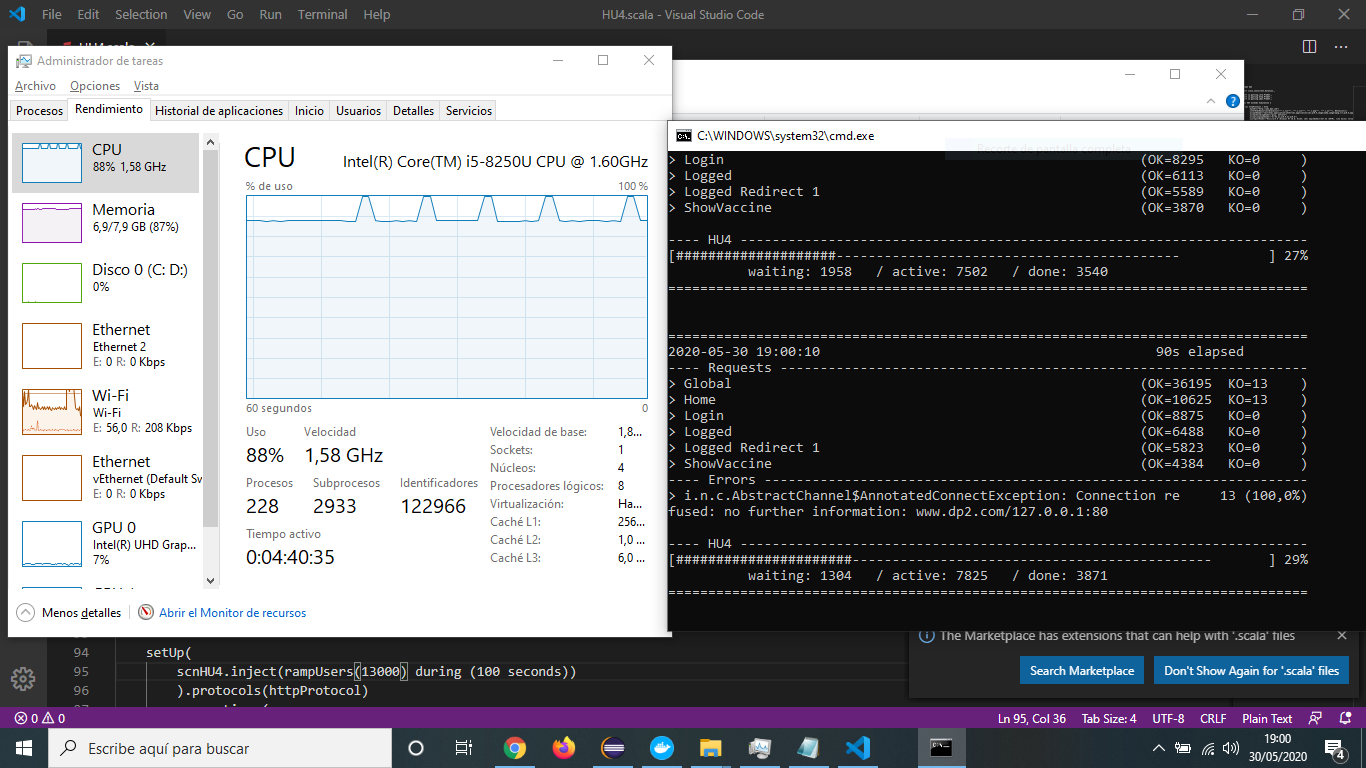 File Edit Selection View Go Run Terminal Help HU4.scala - Visual Studio Code
HU4.scala
Administrador de tareas
Archivo Opciones Vista
Procesos Rendimiento Historial de aplicaciones Inicio Usuarios Detalles Servicios
CPU
88% 1,58 GHz
Memoria
6,9/7,9 GB (87%)
Disco 0 (C: D:)
0%
Ethernet
Ethernet 2
E: 0 R: 0 Kbps
Wi-Fi
Wi-Fi
E: 56,0 R: 208 Kbps
Ethernet
vEthernet (Default Sv
E: 0 R: 0 Kbps
GPU 0
Intel(R) UHD Grap...
7%
CPU Intel(R) Core(TM) i5-8250U CPU @ 1.60GHz
% de uso 100 %
60 segundos 0
Uso Velocidad
88% 1,58 GHz
Procesos Subprocesos Identificadores
228 2933 122966
Tiempo activo
0:04:40:35
Velocidad de base: 1,8...
Sockets: 1
Núcleos: 4
Procesadores lógicos: 8
Virtualización: Ha...
Caché L1: 256...
Caché L2: 1,0 ...
Caché L3: 6,0 ...
Menos detalles Abrir el Monitor de recursos
C:\WINDOWS\system32\cmd.exe
Recorte de pantalla completa
> Login (OK=8295 KO=0 )
> Logged (OK=6113 KO=0 )
> Logged Redirect 1 (OK=5589 KO=0 )
> ShowVaccine (OK=3870 KO=0 )
---- HU4 -----------------------------------------------------------------------
[####################-------------------------------------------           ] 27%
waiting: 1958 / active: 7502 / done: 3540
================================================================================
================================================================================
2020-05-30 19:00:10 90s elapsed
---- Requests ------------------------------------------------------------------
> Global (OK=36195 KO=13 )
> Home (OK=10625 KO=13 )
> Login (OK=8875 KO=0 )
> Logged (OK=6488 KO=0 )
> Logged Redirect 1 (OK=5823 KO=0 )
> ShowVaccine (OK=4384 KO=0 )
---- Errors --------------------------------------------------------------------
> i.n.c.AbstractChannel$AnnotatedConnectException: Connection re 13 (100,0%)
fused: no further information: www.dp2.com/127.0.0.1:80
---- HU4 -----------------------------------------------------------------------
[######################---------------------------------------------       ] 29%
waiting: 1304 / active: 7825 / done: 3871
================================================================================
The Marketplace has extensions that can help with '.scala' files
Search Marketplace Don't Show Again for '.scala' files
94 setUp(
95 scnHU4.inject(rampUsers(13000) during (100 seconds))
96 ).protocols(httpProtocol)
0 0 Ln 95, Col 36 Tab Size: 4 UTF-8 CRLF Plain Text
Escribe aquí para buscar
19:00
30/05/2020
4